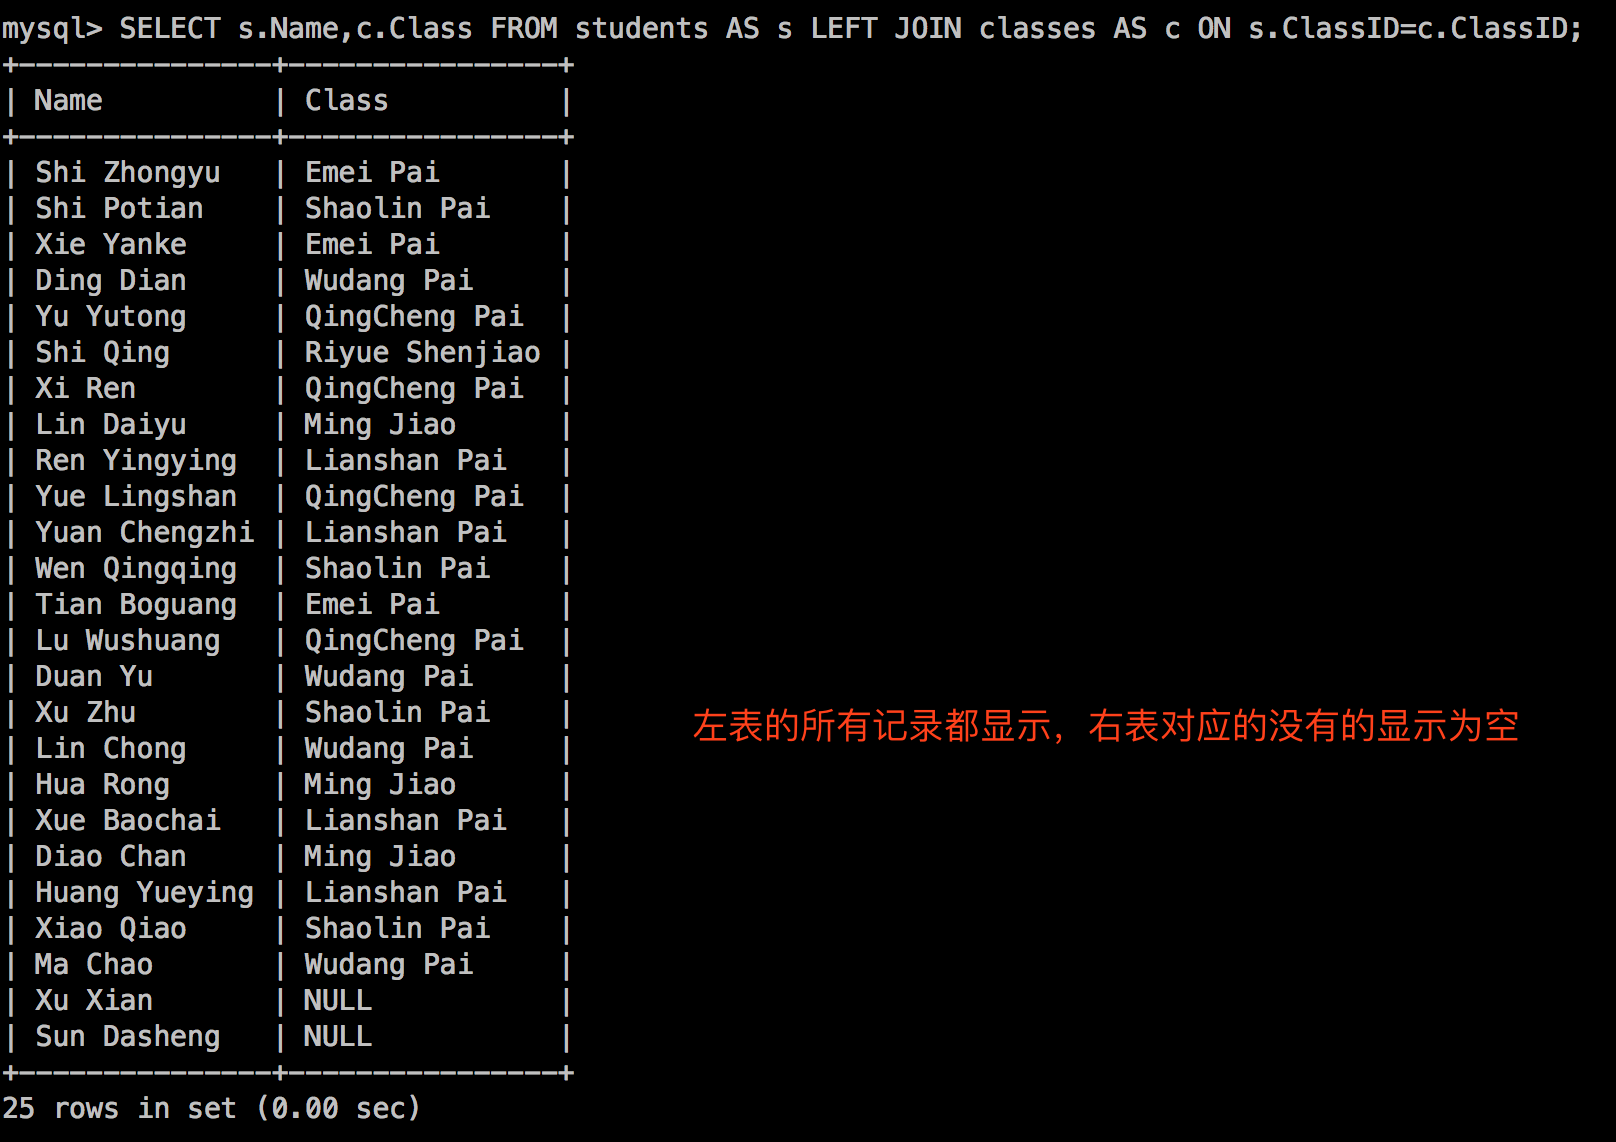 mysql> SELECT s.Name,c.Class FROM students AS s LEFT JOIN classes AS c ON s.ClassID=c.ClassID;
+---------------+----------------+
| Name          | Class          |
+---------------+----------------+
| Shi Zhongyu   | Emei Pai       |
| Shi Potian    | Shaolin Pai    |
| Xie Yanke     | Emei Pai       |
| Ding Dian     | Wudang Pai     |
| Yu Yutong     | QingCheng Pai  |
| Shi Qing      | Riyue Shenjiao |
| Xi Ren        | QingCheng Pai  |
| Lin Daiyu     | Ming Jiao      |
| Ren Yingying  | Lianshan Pai   |
| Yue Lingshan  | QingCheng Pai  |
| Yuan Chengzhi | Lianshan Pai   |
| Wen Qingqing  | Shaolin Pai    |
| Tian Boguang  | Emei Pai       |
| Lu Wushuang   | QingCheng Pai  |
| Duan Yu       | Wudang Pai     |
| Xu Zhu        | Shaolin Pai    |
左表的所有记录都显示，右表对应的没有的显示为空
| Lin Chong     | Wudang Pai     |
| Hua Rong      | Ming Jiao      |
| Xue Baochai   | Lianshan Pai   |
| Diao Chan     | Ming Jiao      |
| Huang Yueying | Lianshan Pai   |
| Xiao Qiao     | Shaolin Pai    |
| Ma Chao       | Wudang Pai     |
| Xu Xian       | NULL           |
| Sun Dasheng   | NULL           |
+---------------+----------------+
25 rows in set (0.00 sec)